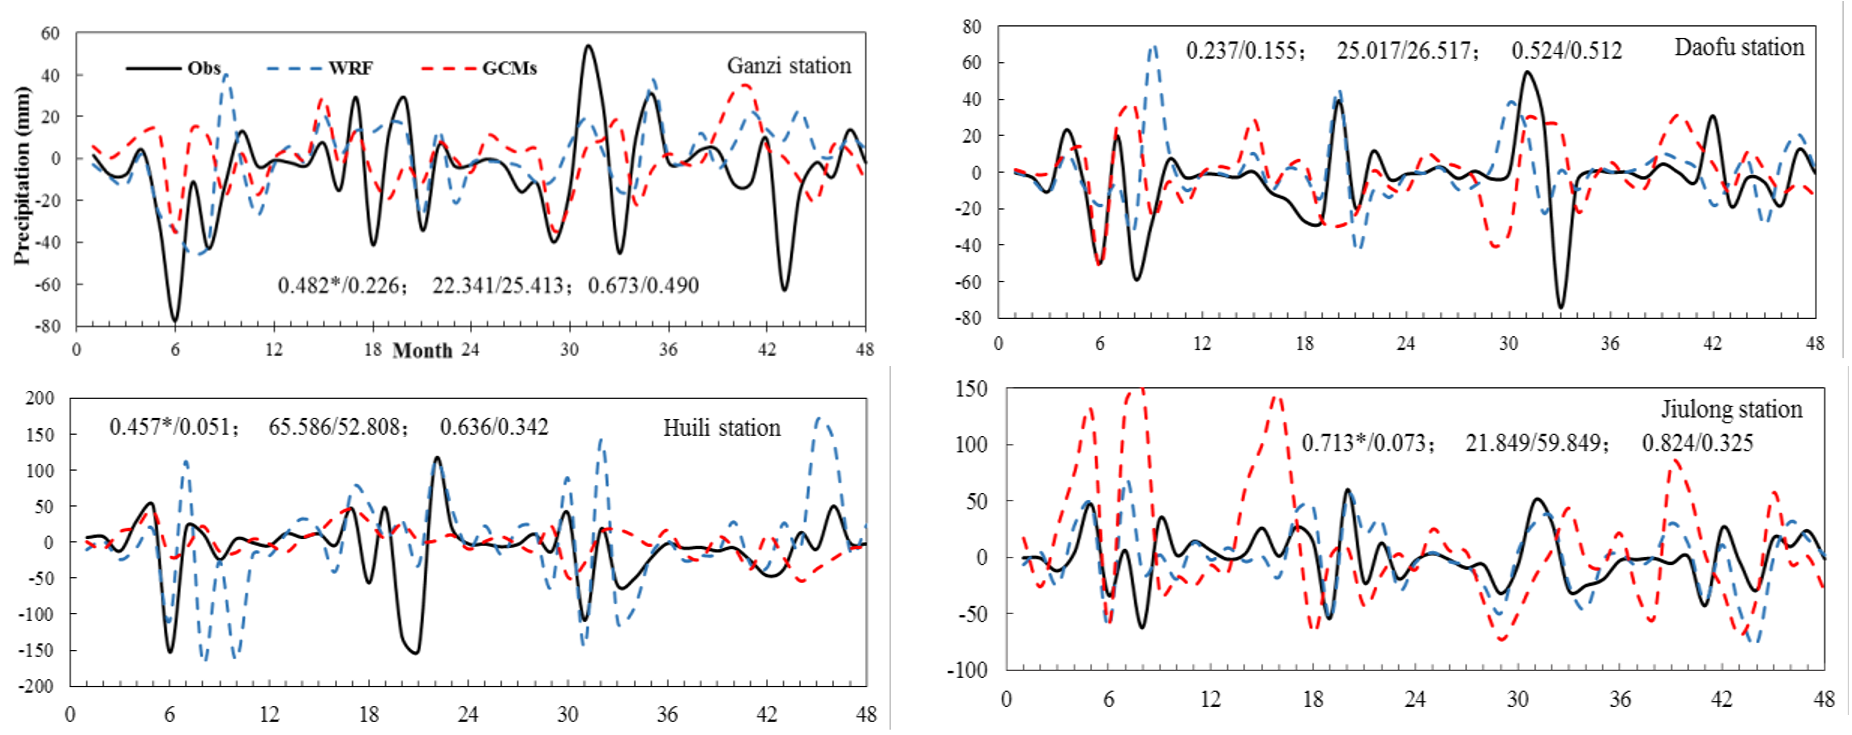 60
40
20
0
-20
-40
-60
-80
Precipitation (mm)
Obs WRF GCMs Ganzi station
0.482*/0.226； 22.341/25.413； 0.673/0.490
0 6 12 18 24 30 36 42 48
Month
80
60
40
20
0
-20
-40
-60
-80
0.237/0.155； 25.017/26.517； 0.524/0.512 Daofu station
0 6 12 18 24 30 36 42 48
200
150
100
50
0
-50
-100
-150
-200
0.457*/0.051； 65.586/52.808； 0.636/0.342 Huili station
0 6 12 18 24 30 36 42 48
150
100
50
0
-50
-100
Jiulong station
0.713*/0.073； 21.849/59.849； 0.824/0.325
0 6 12 18 24 30 36 42 48